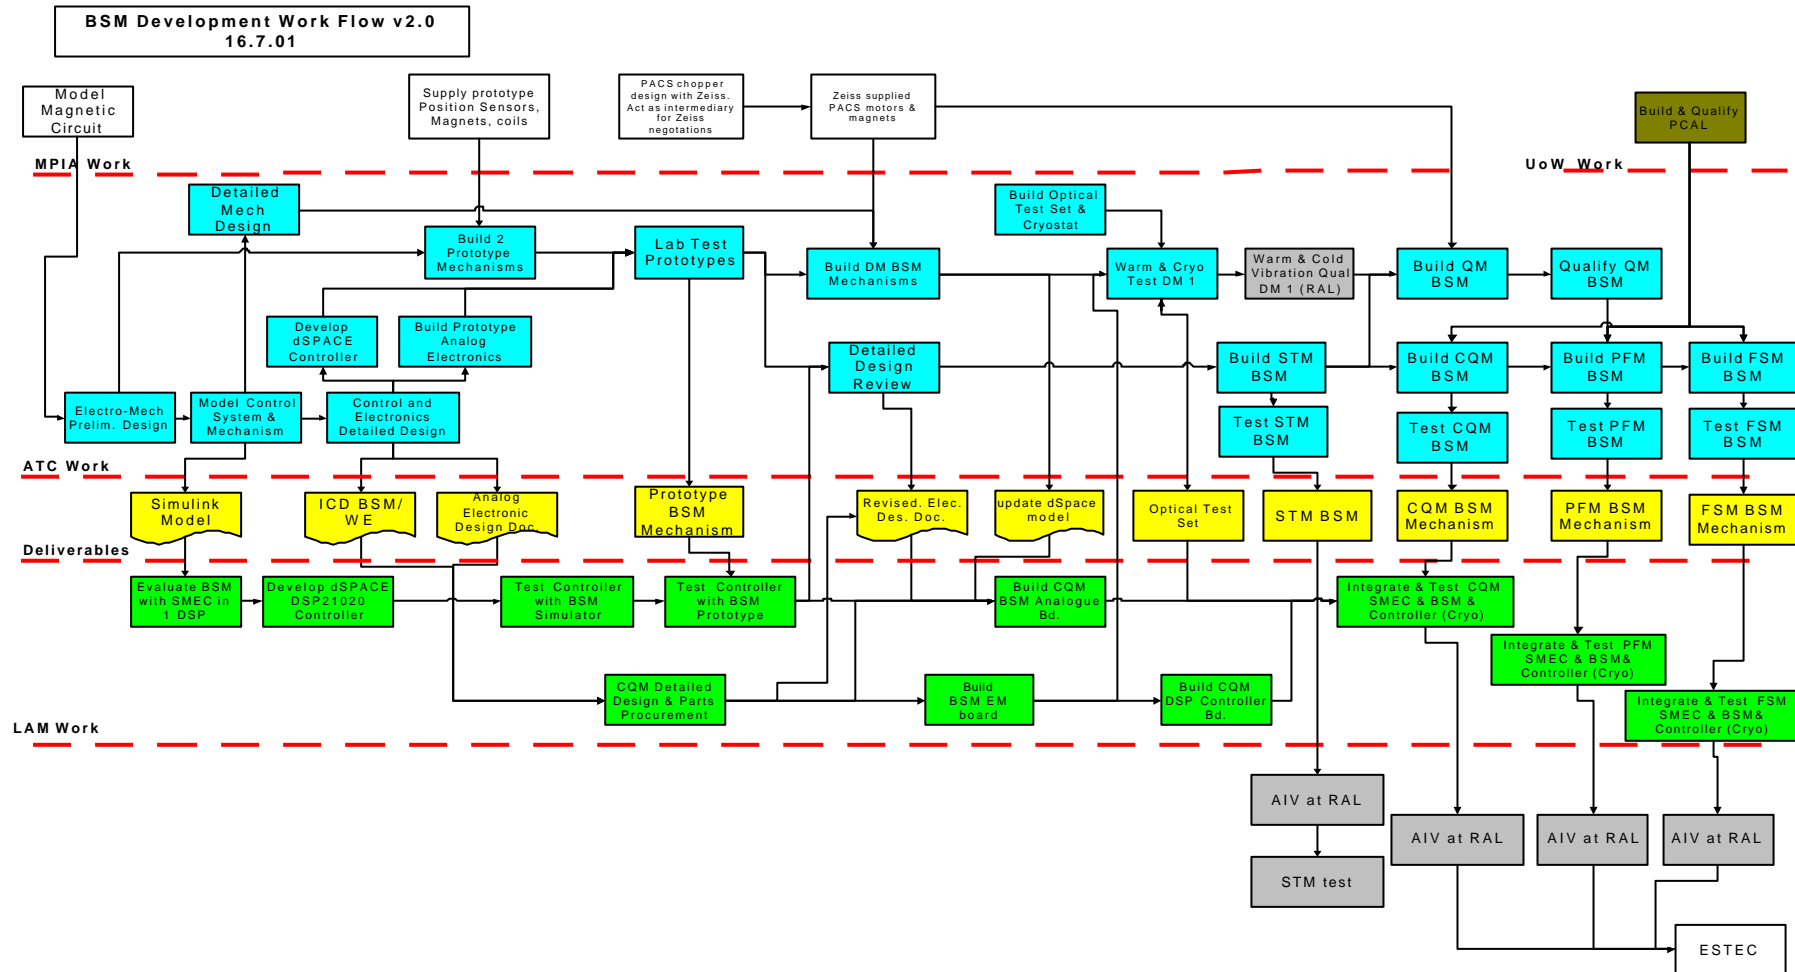 BSM Development Work Flow v2.0
16.7.01
Model
Magnetic
Circuit
Supply prototype
Position Sensors,
Magnets, coils
PACS chopper
design with Zeiss.
Act as intermediary
for Zeiss
negotations
Zeiss supplied
PACS motors &
magnets
Build & Qualify
PCAL
MPIA Work
UoW Work
Detailed
Mech
Design
Build 2
Prototype
Mechanisms
Lab Test
Prototypes
Build DM BSM
Mechanisms
Build Optical
Test Set &
Cryostat
Warm & Cryo
Test DM 1
Warm & Cold
Vibration Qual
DM 1 (RAL)
Build QM
BSM
Qualify QM
BSM
Develop
dSPACE
Controller
Build Prototype
Analog
Electronics
Detailed
Design
Review
Build STM
BSM
Build CQM
BSM
Build PFM
BSM
Build FSM
BSM
Electro-Mech
Prelim. Design
Model Control
System &
Mechanism
Control and
Electronics
Detailed Design
Test STM
BSM
Test CQM
BSM
Test PFM
BSM
Test FSM
BSM
ATC Work
Simulink
Model
ICD BSM/
WE
Analog
Electronic
Design Doc.
Prototype
BSM
Mechanism
Revised. Elec.
Des. Doc.
update dSpace
model
Optical Test
Set
STM BSM
CQM BSM
Mechanism
PFM BSM
Mechanism
FSM BSM
Mechanism
Deliverables
Evaluate BSM
with SMEC in
1 DSP
Develop dSPACE
DSP21020
Controller
Test Controller
with BSM
Simulator
Test Controller
with BSM
Prototype
Build CQM
BSM Analogue
Bd.
Integrate & Test CQM
SMEC & BSM &
Controller (Cryo)
Integrate & Test PFM
SMEC & BSM&
Controller (Cryo)
CQM Detailed
Design & Parts
Procurement
Build
BSM EM
board
Build CQM
DSP Controller
Bd.
Integrate & Test FSM
SMEC & BSM&
Controller (Cryo)
LAM Work
AIV at RAL
AIV at RAL
AIV at RAL
AIV at RAL
STM test
ESTEC